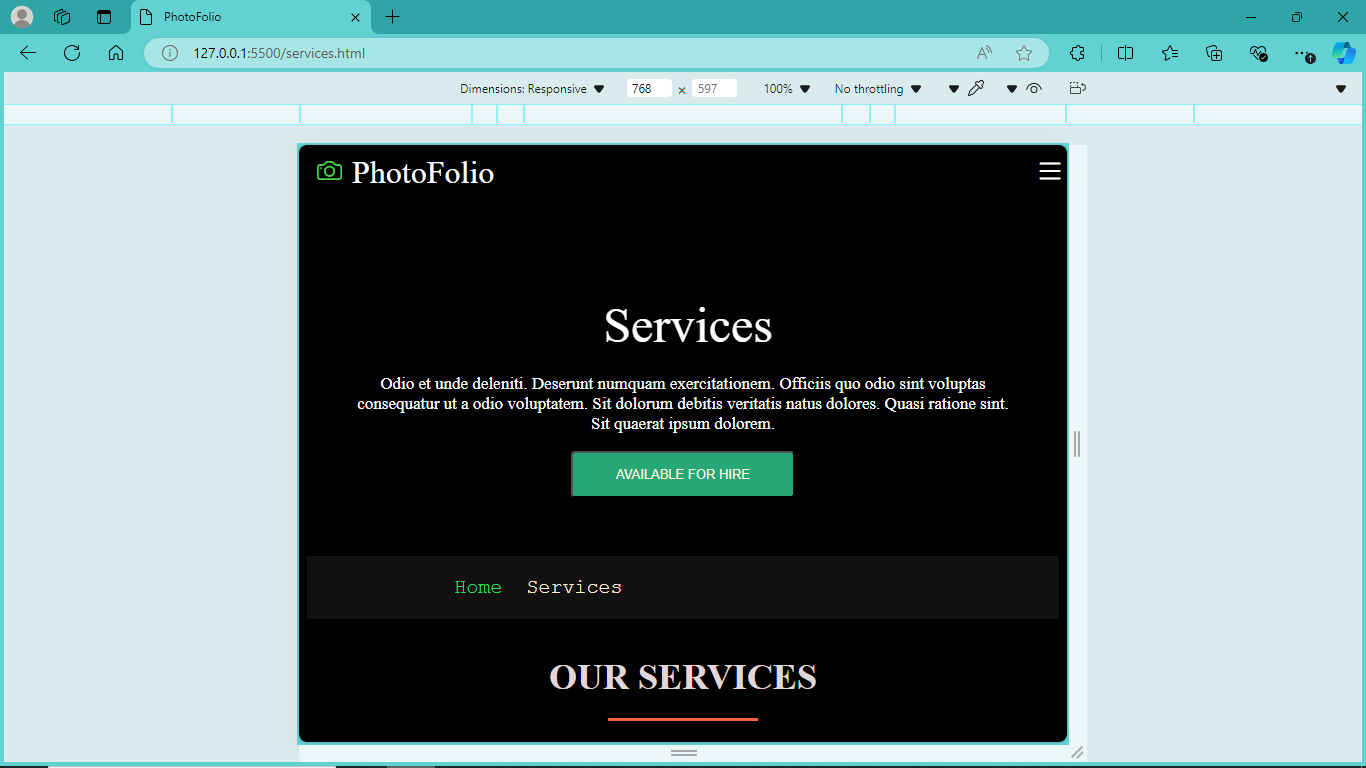 PhotoFolio
127.0.0.1:5500/services.html
Dimensions: Responsive 768 × 597 100% No throttling
PhotoFolio
Services
Odio et unde deleniti. Deserunt numquam exercitationem. Officiis quo odio sint voluptas
consequatur ut a odio voluptatem. Sit dolorum debitis veritatis natus dolores. Quasi ratione sint.
Sit quaerat ipsum dolorem.
AVAILABLE FOR HIRE
Home Services
OUR SERVICES